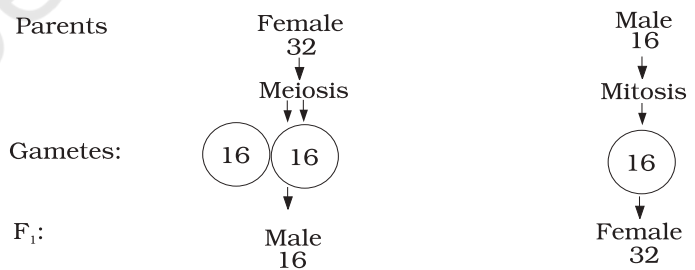 Parents Female Male
32 16
Meiosis Mitosis
Gametes: 16 16 16
F1: Male Female
16 32